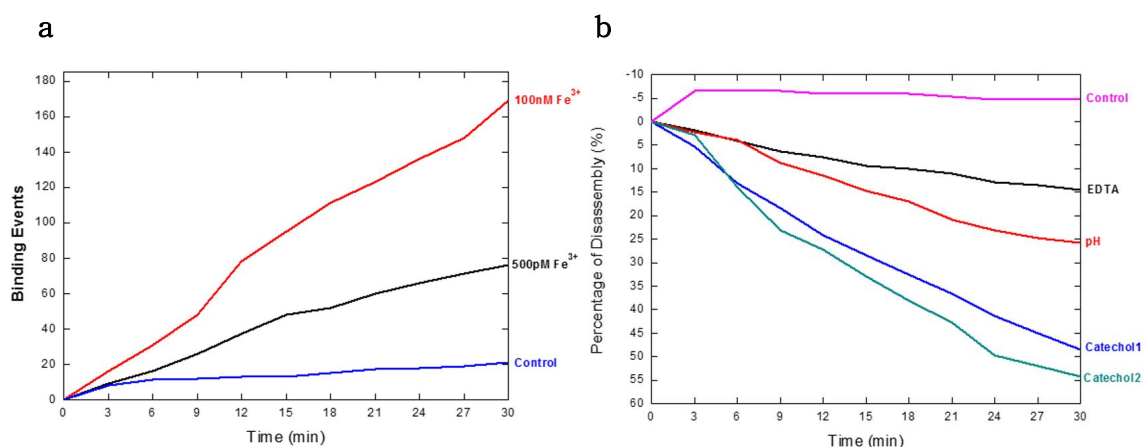 a
Binding Events
180
160
140
120
100
80
60
40
20
0
0 3 6 9 12 15 18 21 24 27 30
Time (min)
100nM Fe³⁺
500pM Fe³⁺
Control
b
Percentage of Disassembly (%)
-10
-5
0
5
10
15
20
25
30
35
40
45
50
55
60
0 3 6 9 12 15 18 21 24 27 30
Time (min)
Control
EDTA
pH
Catechol1
Catechol2